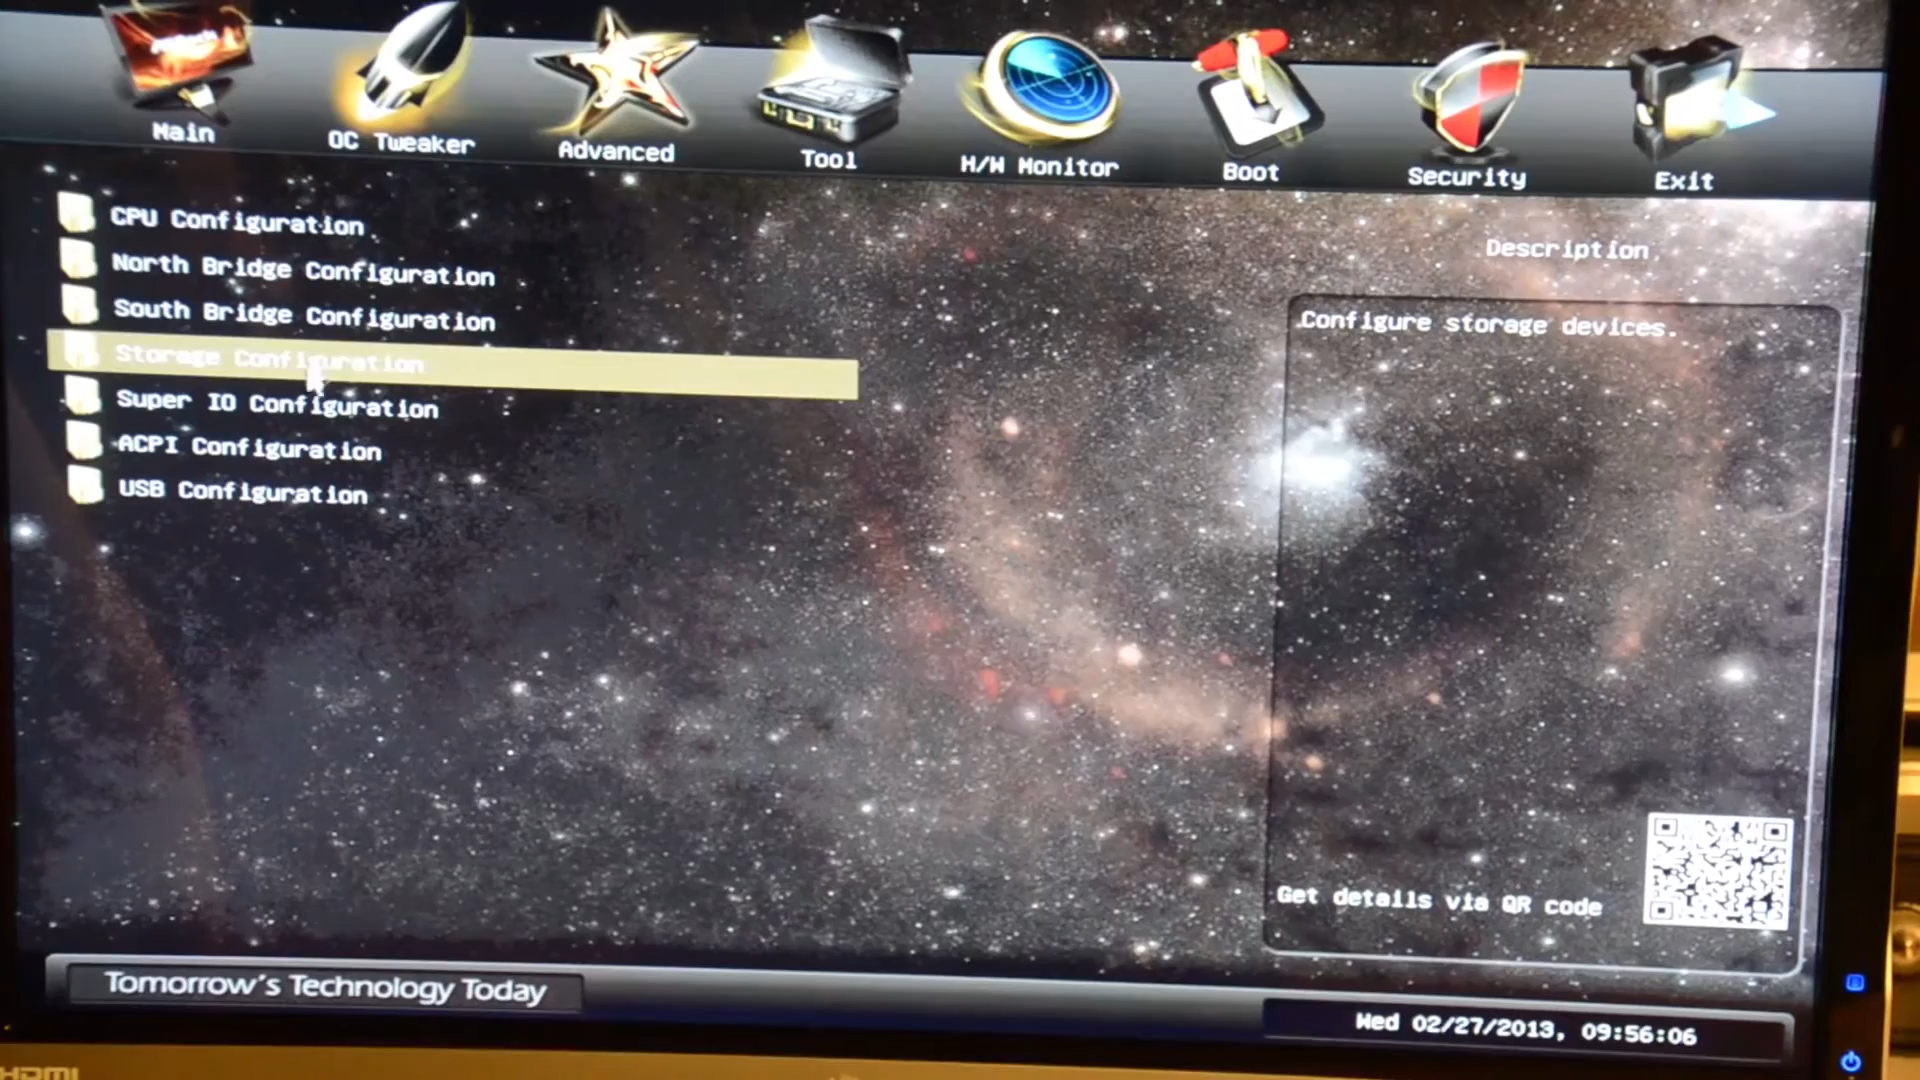 Main
OC Tweaker
Advanced
Tool
H/W Monitor
Boot
Security
Exit
CPU Configuration
North Bridge Configuration
South Bridge Configuration
Storage Configuration
Super IO Configuration
ACPI Configuration
USB Configuration
Description
Configure storage devices.
Get details via QR code
Tomorrow's Technology Today
Wed 02/27/2013, 09:56:06
HDMI